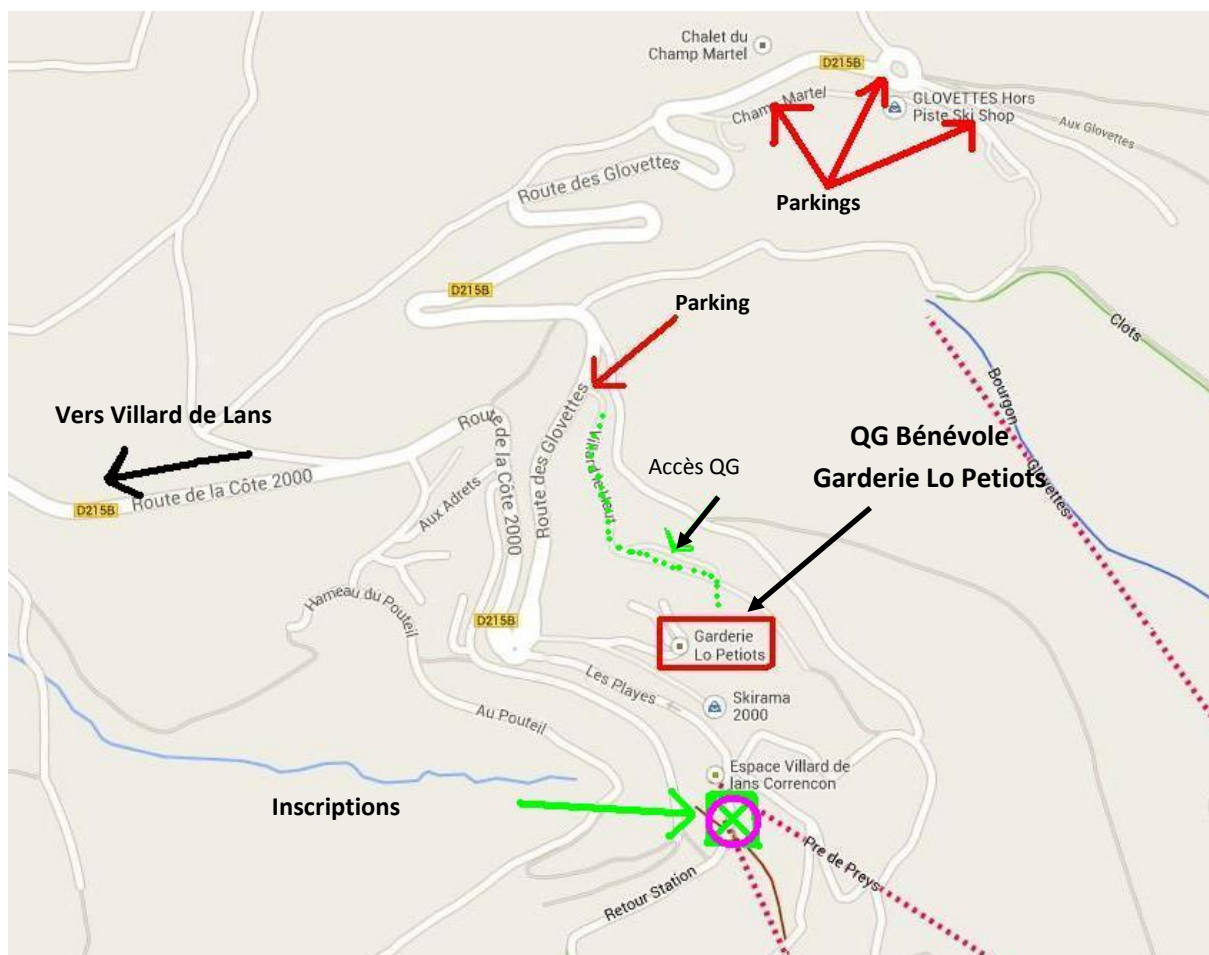 Chalet du
Champ Martel
D215B
Champ Martel
GLOVETTES Hors
Piste Ski Shop
Aux Glovettes
Route des Glovettes
Parkings
D215B
Parking
Clots
Bourgon
Glovettes
Vers Villard de Lans
Route de la Côte 2000
D215B
Route
de la Côte 2000
Aux Adrets
Route des Glovettes
Villard le Haut
Accès QG
QG Bénévole
Garderie Lo Petiots
Hameau du Pouteil
D215B
Garderie
Lo Petiots
Les Playes
Skirama
2000
Au Pouteil
Espace Villard de
lans Correncon
Inscriptions
Pre de Preys
Retour Station